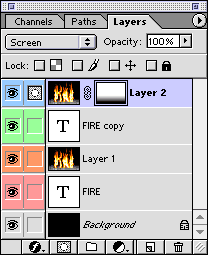 Channels Paths Layers
Screen Opacity: 100%
Lock:
Layer 2
T FIRE copy
Layer 1
T FIRE
Background